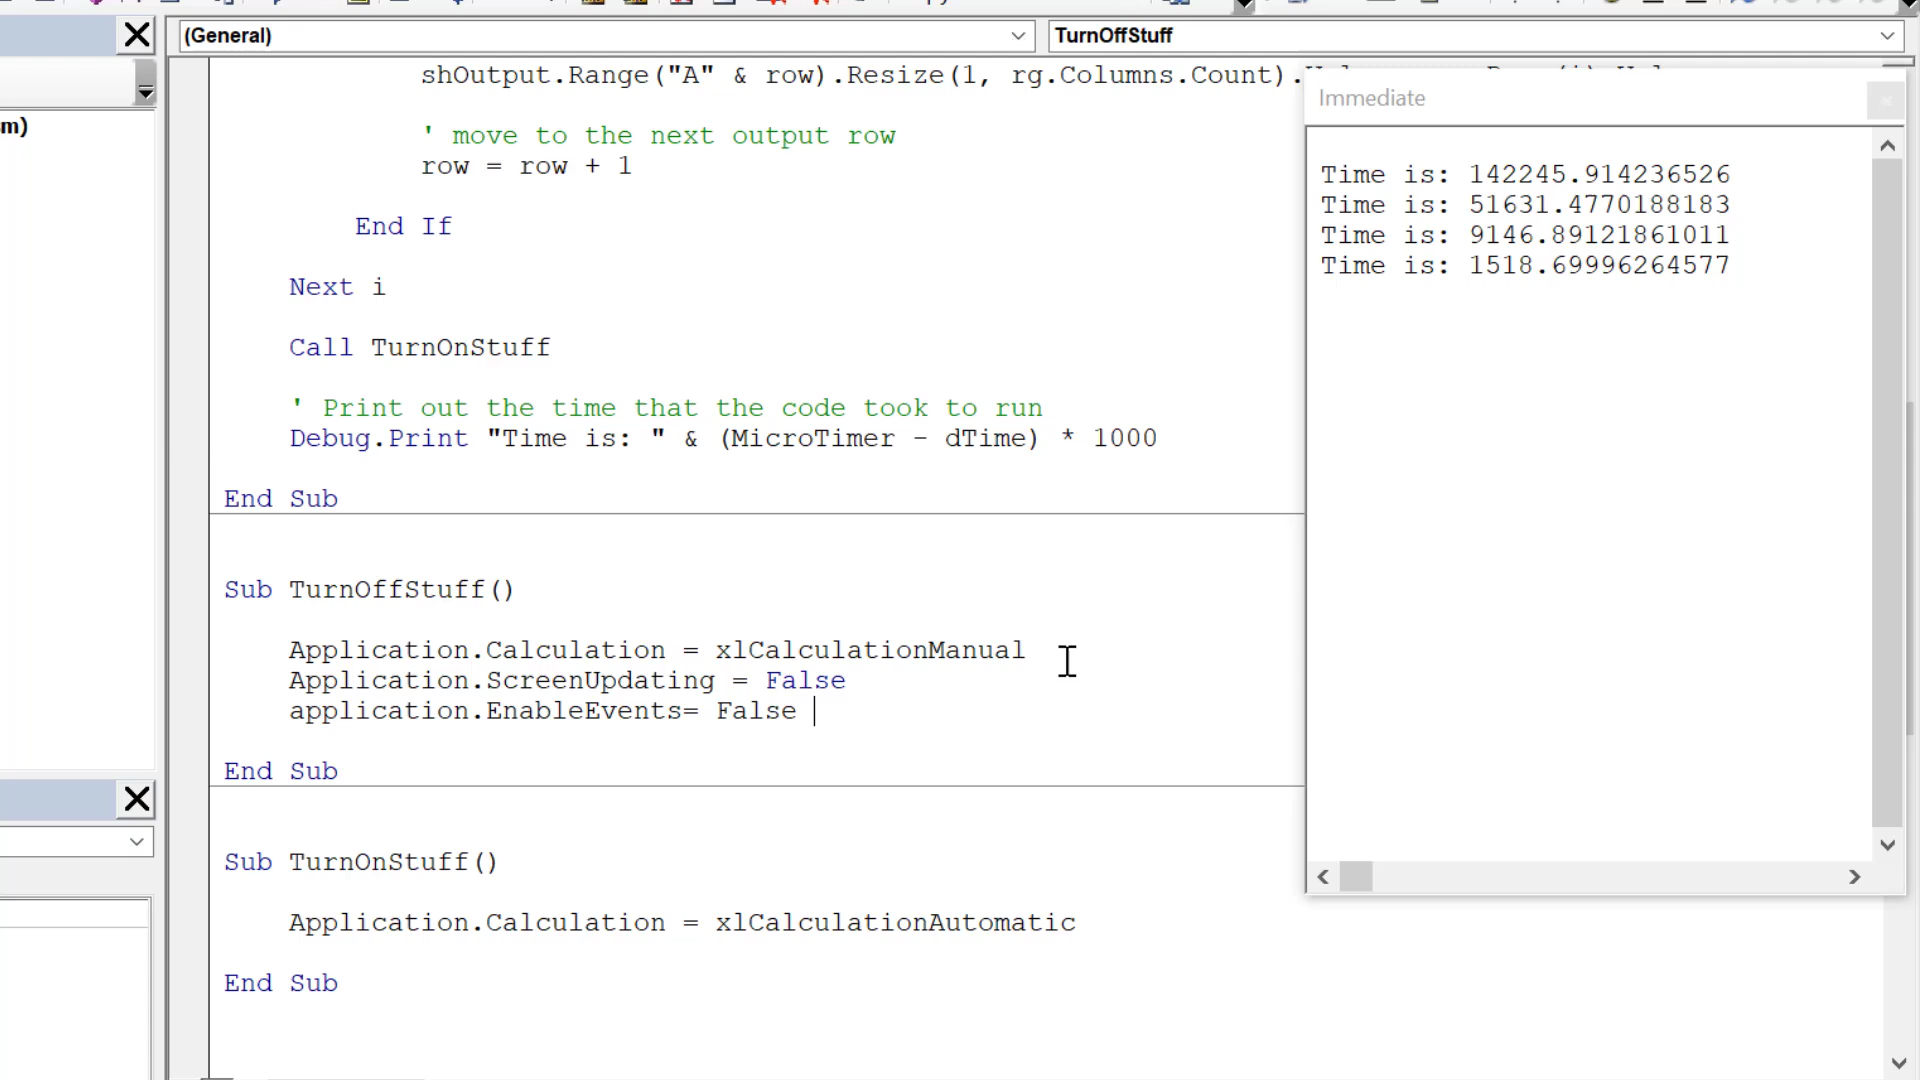 (General)
TurnOffStuff
m)
shOutput.Range("A" & row).Resize(1, rg.Columns.Count).
' move to the next output row
row = row + 1
End If
Next i
Call TurnOnStuff
' Print out the time that the code took to run
Debug.Print "Time is: " & (MicroTimer - dTime) * 1000
End Sub
Sub TurnOffStuff()
Application.Calculation = xlCalculationManual
Application.ScreenUpdating = False
application.EnableEvents= False
End Sub
Sub TurnOnStuff()
Application.Calculation = xlCalculationAutomatic
End Sub
Immediate
Time is: 142245.914236526
Time is: 51631.4770188183
Time is: 9146.89121861011
Time is: 1518.69996264577